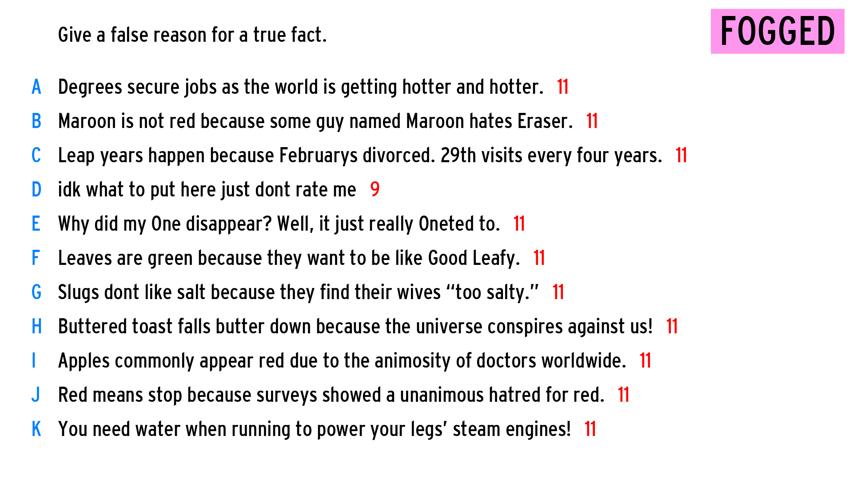 Give a false reason for a true fact.
FOGGED
A Degrees secure jobs as the world is getting hotter and hotter. 11
B Maroon is not red because some guy named Maroon hates Eraser. 11
C Leap years happen because Februarys divorced. 29th visits every four years. 11
D idk what to put here just dont rate me 9
E Why did my One disappear? Well, it just really Oneted to. 11
F Leaves are green because they want to be like Good Leafy. 11
G Slugs dont like salt because they find their wives “too salty.” 11
H Buttered toast falls butter down because the universe conspires against us! 11
I Apples commonly appear red due to the animosity of doctors worldwide. 11
J Red means stop because surveys showed a unanimous hatred for red. 11
K You need water when running to power your legs’ steam engines! 11